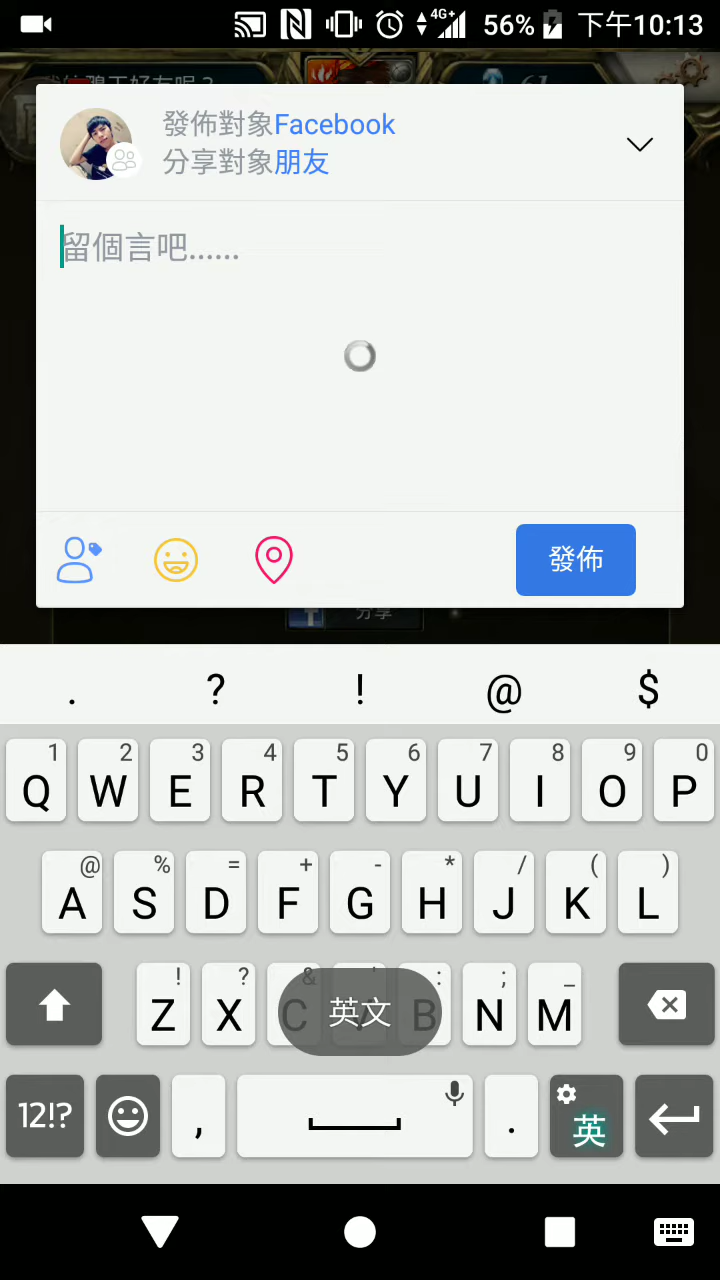 4G+ 56% 下午10:13
發佈對象Facebook
分享對象朋友
留個言吧......
發佈
分享
. ? ! @ $
1 2 3 4 5 6 7 8 9 0
Q W E R T Y U I O P
@ % = + - * / ( )
A S D F G H J K L
! ? & ' : ; _
Z X C V B N M
英文
12!? , . 英